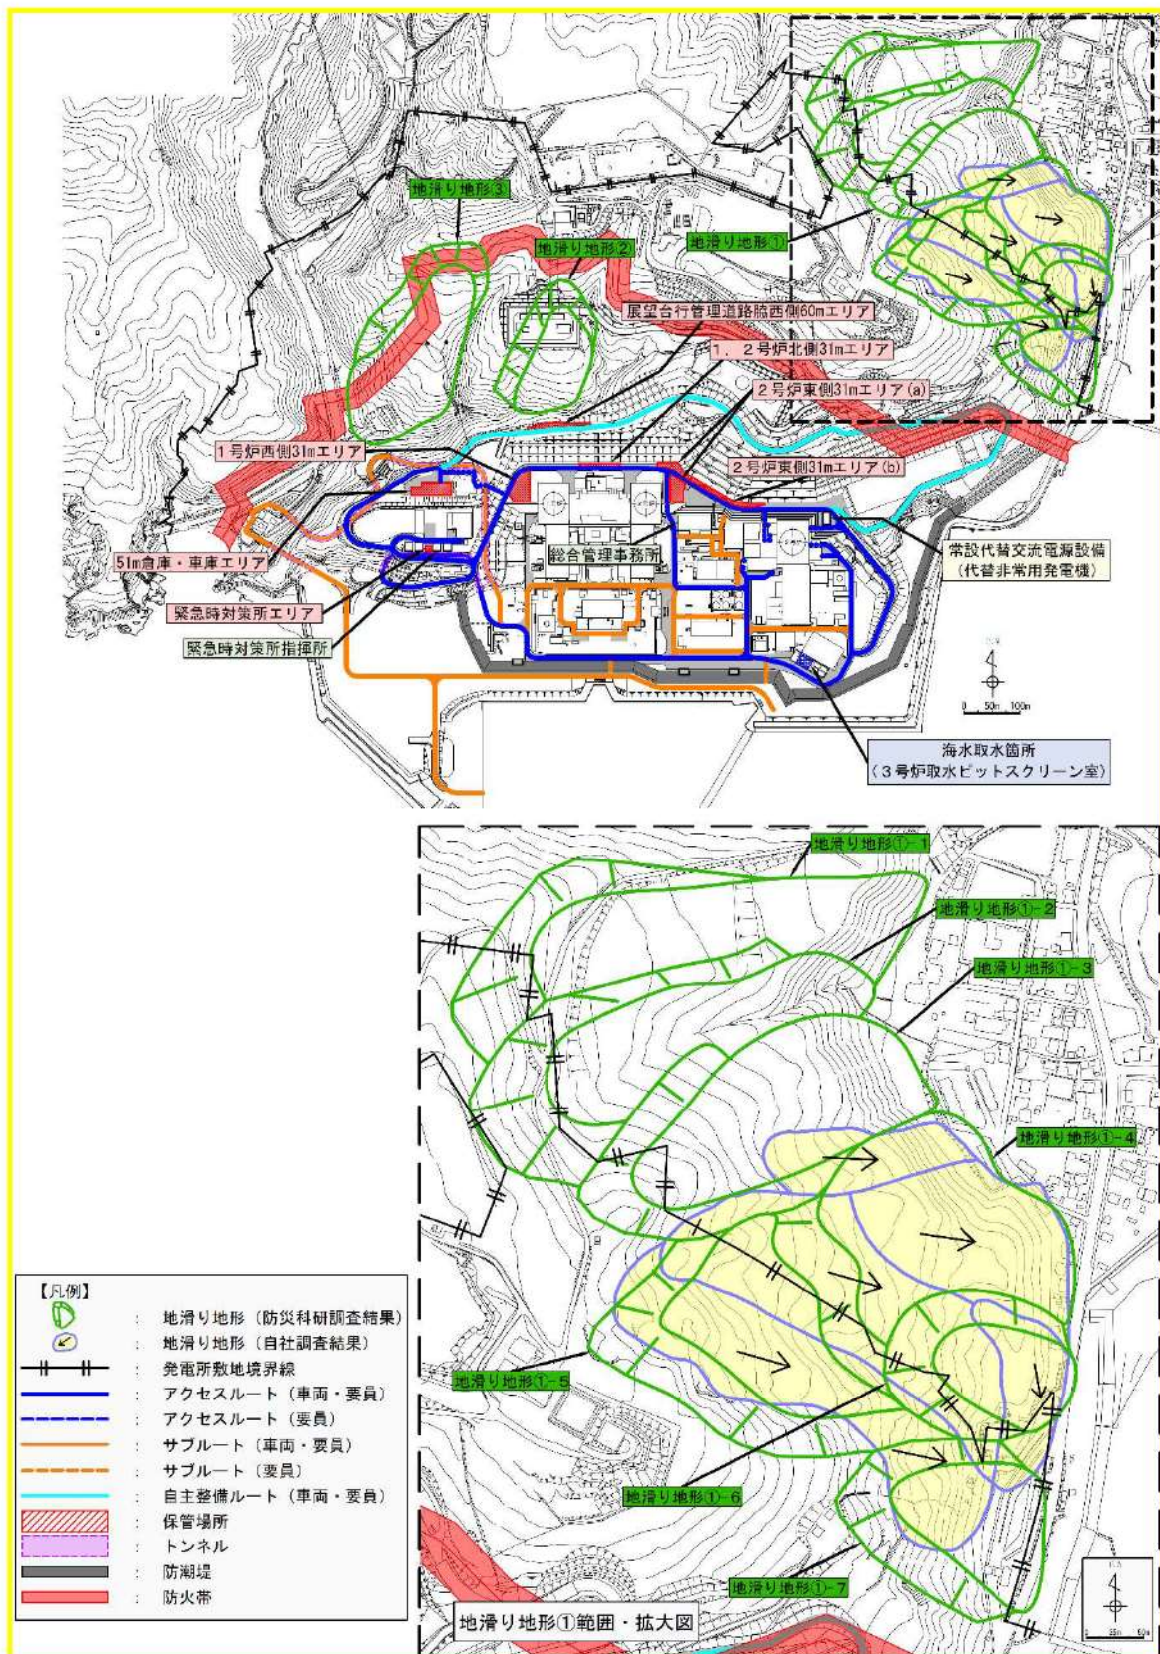 地滑り地形③
地滑り地形②
地滑り地形①
展望台行管理道路脇西側60mエリア
1,2号炉北側31mエリア
2号炉東側31mエリア(a)
1号炉西側31mエリア
2号炉東側31mエリア(b)
総合管理事務所
常設代替交流電源設備
(代替非常用発電機)
51m倉庫・車庫エリア
緊急時対策所エリア
緊急時対策所指揮所
0 50m 100m
海水取水箇所
(3号炉取水ピットスクリーン室)
地滑り地形①-1
地滑り地形①-2
地滑り地形①-3
地滑り地形①-4
地滑り地形①-5
地滑り地形①-6
地滑り地形①-7
地滑り地形①範囲・拡大図
【凡例】
: 地滑り地形(防災科研調査結果)
: 地滑り地形(自社調査結果)
: 発電所敷地境界線
: アクセスルート(車両・要員)
: アクセスルート(要員)
: サブルート(車両・要員)
: サブルート(要員)
: 自主整備ルート(車両・要員)
: 保管場所
: トンネル
: 防潮堤
: 防火帯